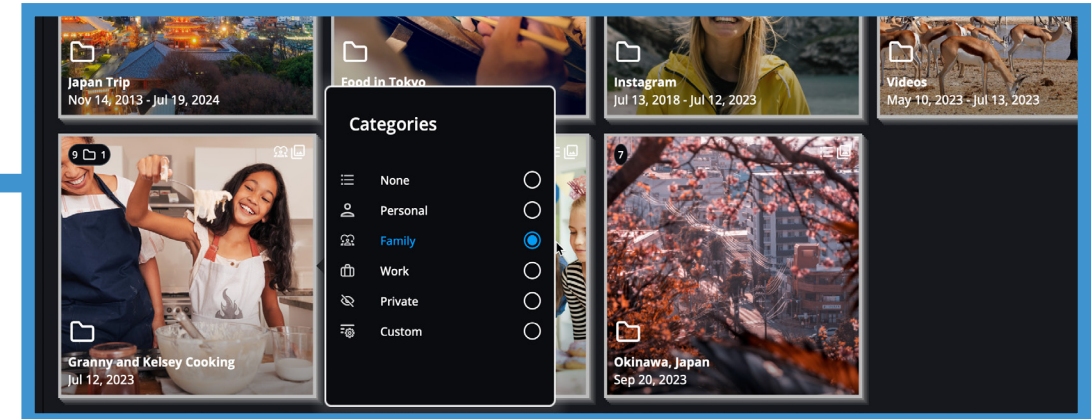 Japan Trip
Nov 14, 2013 - Jul 19, 2024
Food in Tokyo
Instagram
Jul 13, 2018 - Jul 12, 2023
Videos
May 10, 2023 - Jul 13, 2023
9 1
Granny and Kelsey Cooking
Jul 12, 2023
Categories
None
Personal
Family
Work
Private
Custom
7
Okinawa, Japan
Sep 20, 2023